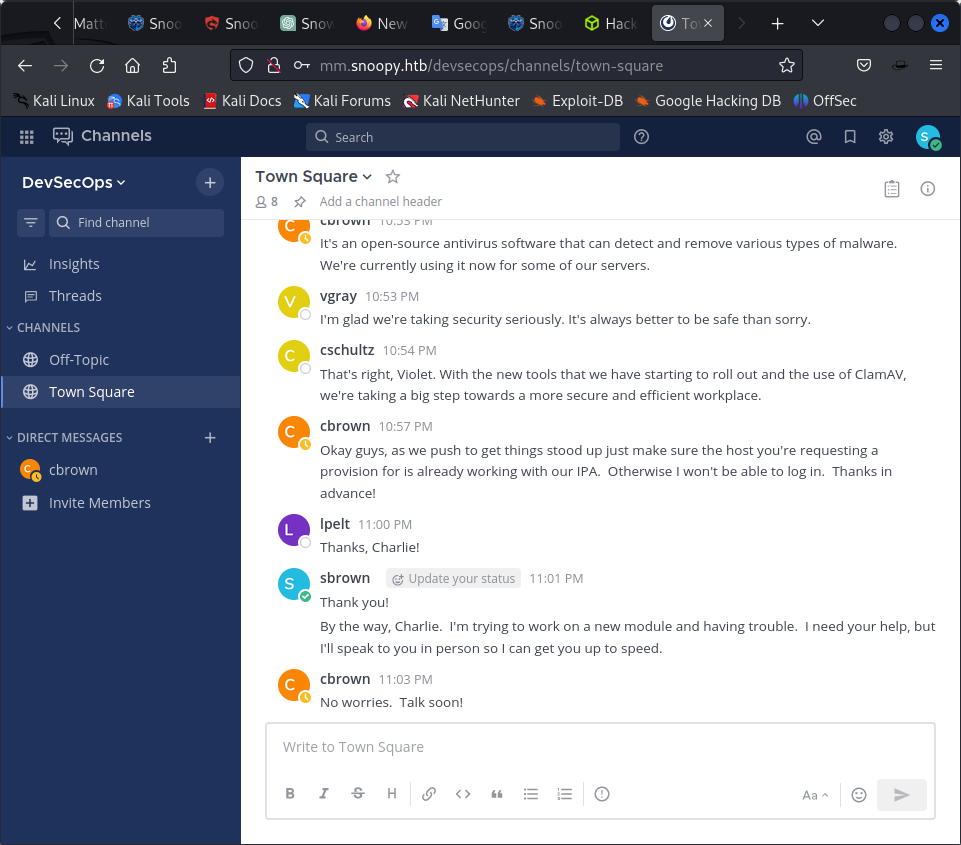 Matt
Snoo
Snoo
Snow
New
Goog
Snoo
Hack
To
mm.snoopy.htb/devsecops/channels/town-square
Kali Linux
Kali Tools
Kali Docs
Kali Forums
Kali NetHunter
Exploit-DB
Google Hacking DB
OffSec
Channels
Search
S
DevSecOps
Town Square
8
Add a channel header
Find channel
Insights
Threads
CHANNELS
Off-Topic
Town Square
DIRECT MESSAGES
C
cbrown
Invite Members
C
cbrown 10:53 PM
It's an open-source antivirus software that can detect and remove various types of malware.
We're currently using it now for some of our servers.
V
vgray 10:53 PM
I'm glad we're taking security seriously. It's always better to be safe than sorry.
C
cschultz 10:54 PM
That's right, Violet. With the new tools that we have starting to roll out and the use of ClamAV,
we're taking a big step towards a more secure and efficient workplace.
C
cbrown 10:57 PM
Okay guys, as we push to get things stood up just make sure the host you're requesting a
provision for is already working with our IPA.  Otherwise I won't be able to log in.  Thanks in
advance!
L
lpelt 11:00 PM
Thanks, Charlie!
S
sbrown Update your status 11:01 PM
Thank you!
By the way, Charlie.  I'm trying to work on a new module and having trouble.  I need your help, but
I'll speak to you in person so I can get you up to speed.
C
cbrown 11:03 PM
No worries.  Talk soon!
Write to Town Square
B I S H
Aa